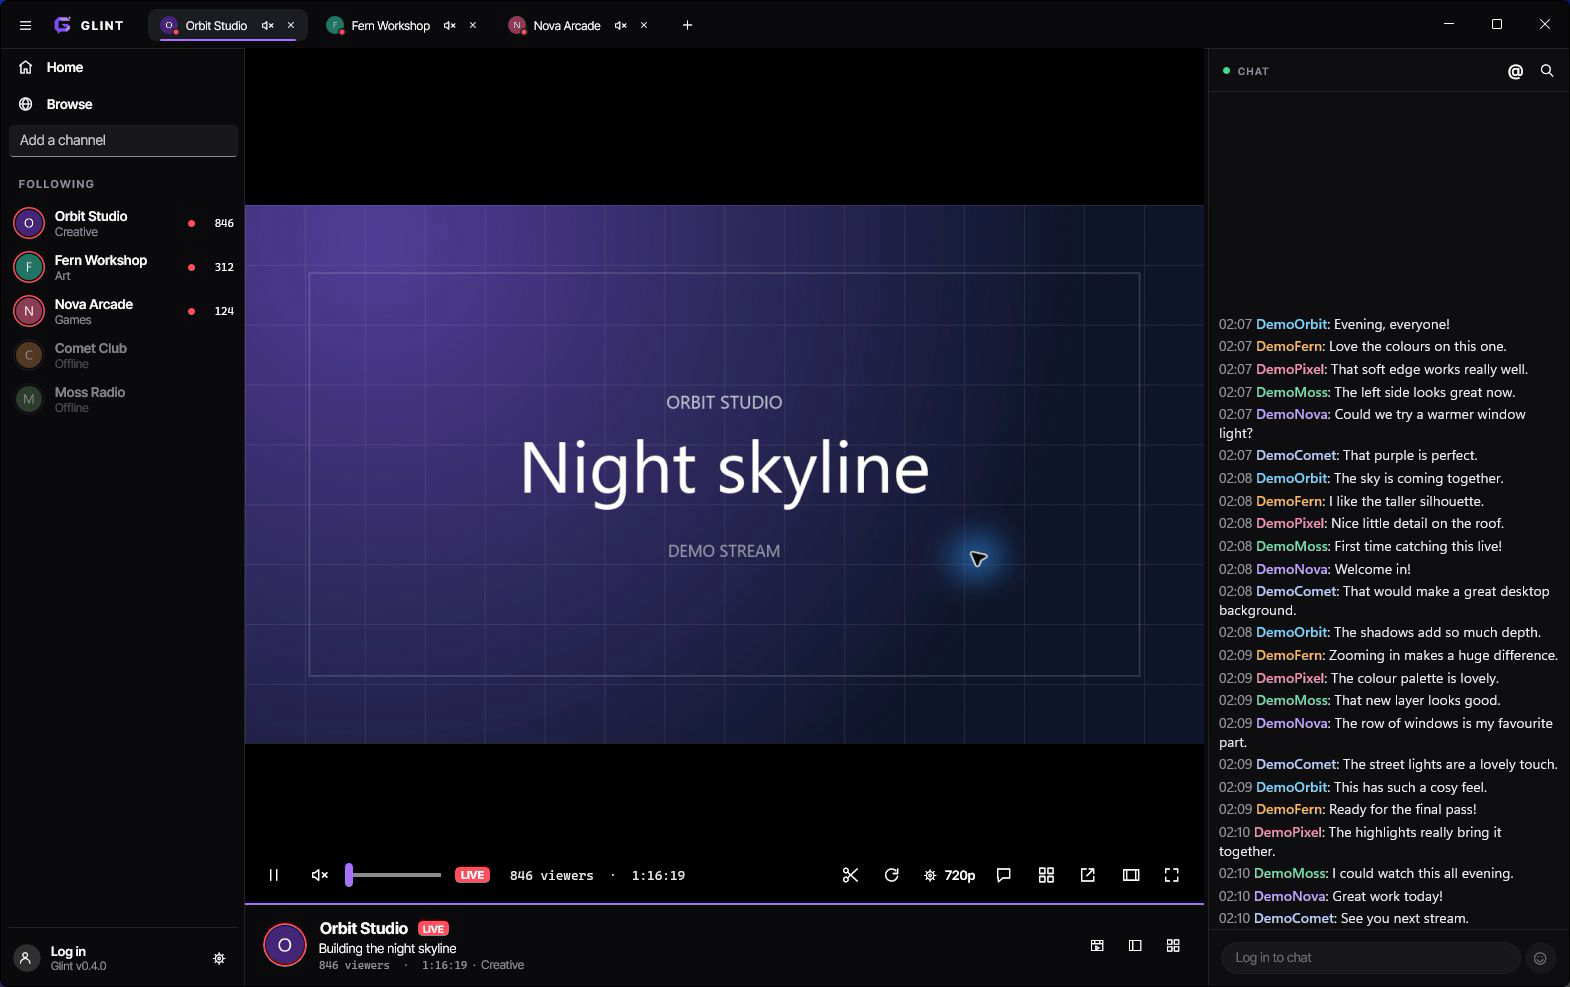 GLINT
O Orbit Studio
F Fern Workshop
N Nova Arcade
Home
Browse
Add a channel
FOLLOWING
O Orbit Studio 846
Creative
F Fern Workshop 312
Art
N Nova Arcade 124
Games
C Comet Club
Offline
M Moss Radio
Offline
Log in
Glint v0.4.0
ORBIT STUDIO
Night skyline
DEMO STREAM
LIVE 846 viewers · 1:16:19
720p
O Orbit Studio LIVE
Building the night skyline
846 viewers · 1:16:19 · Creative
CHAT
@
02:07 DemoOrbit: Evening, everyone!
02:07 DemoFern: Love the colours on this one.
02:07 DemoPixel: That soft edge works really well.
02:07 DemoMoss: The left side looks great now.
02:07 DemoNova: Could we try a warmer window
light?
02:07 DemoComet: That purple is perfect.
02:08 DemoOrbit: The sky is coming together.
02:08 DemoFern: I like the taller silhouette.
02:08 DemoPixel: Nice little detail on the roof.
02:08 DemoMoss: First time catching this live!
02:08 DemoNova: Welcome in!
02:08 DemoComet: That would make a great desktop
background.
02:08 DemoOrbit: The shadows add so much depth.
02:09 DemoFern: Zooming in makes a huge difference.
02:09 DemoPixel: The colour palette is lovely.
02:09 DemoMoss: That new layer looks good.
02:09 DemoNova: The row of windows is my favourite
part.
02:09 DemoComet: The street lights are a lovely touch.
02:09 DemoOrbit: This has such a cosy feel.
02:09 DemoFern: Ready for the final pass!
02:10 DemoPixel: The highlights really bring it
together.
02:10 DemoMoss: I could watch this all evening.
02:10 DemoNova: Great work today!
02:10 DemoComet: See you next stream.
Log in to chat